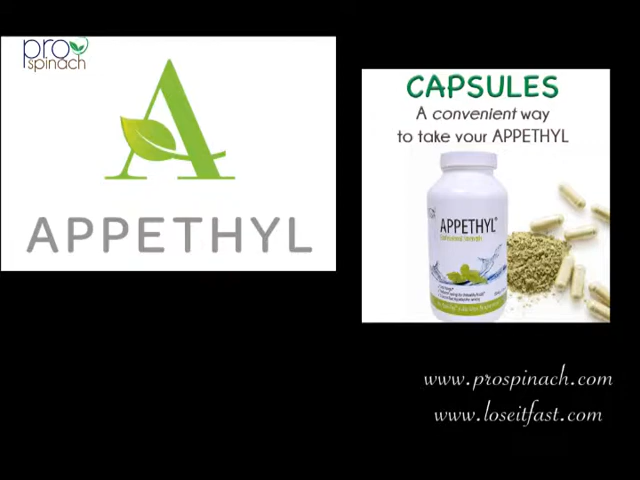 pro
spinach
APPETHYL
CAPSULES
A convenient way
to take your APPETHYL
APPETHYL®
www.prospinach.com
www.loseitfast.com